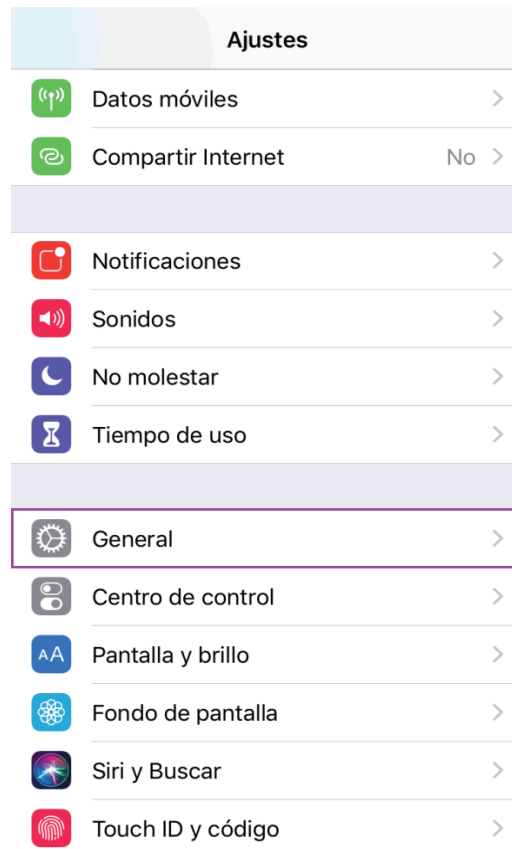 Ajustes
Datos móviles
Compartir Internet No
Notificaciones
Sonidos
No molestar
Tiempo de uso
General
Centro de control
AA Pantalla y brillo
Fondo de pantalla
Siri y Buscar
Touch ID y código